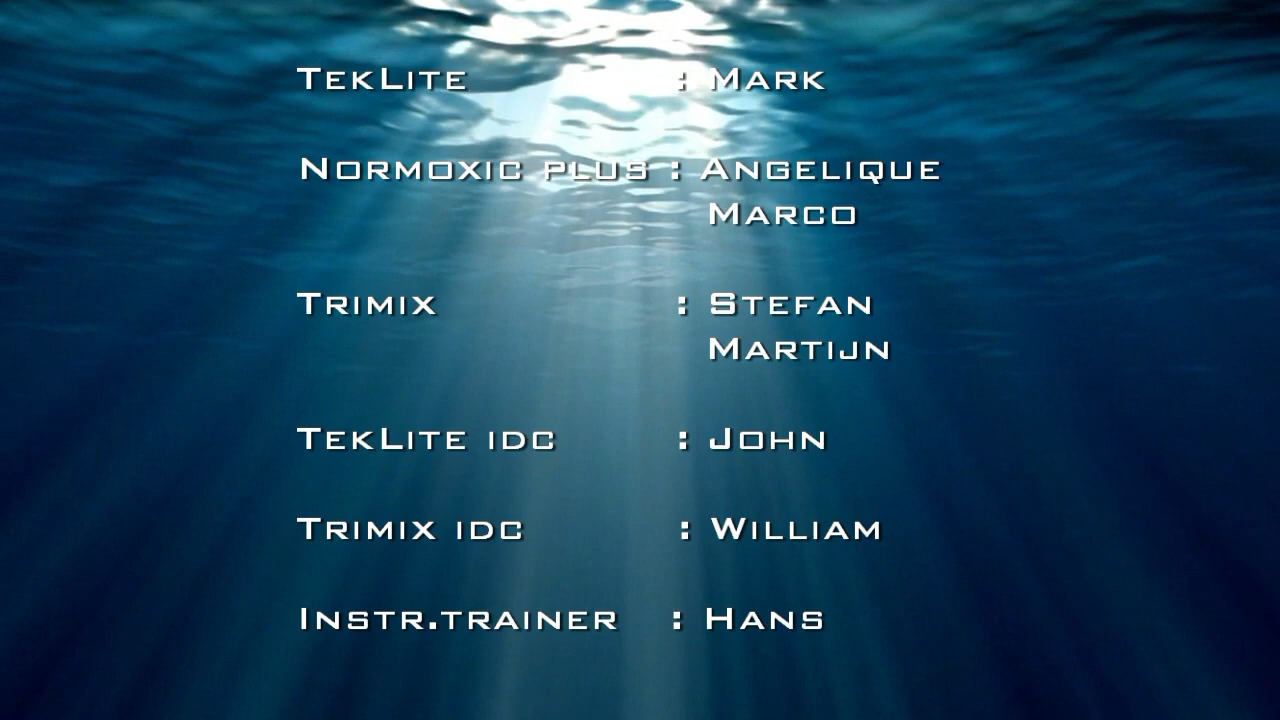 TekLite : Mark
Normoxic plus : Angelique
Marco
Trimix : Stefan
Martijn
TekLite idc : John
Trimix idc : William
Instr.trainer : Hans